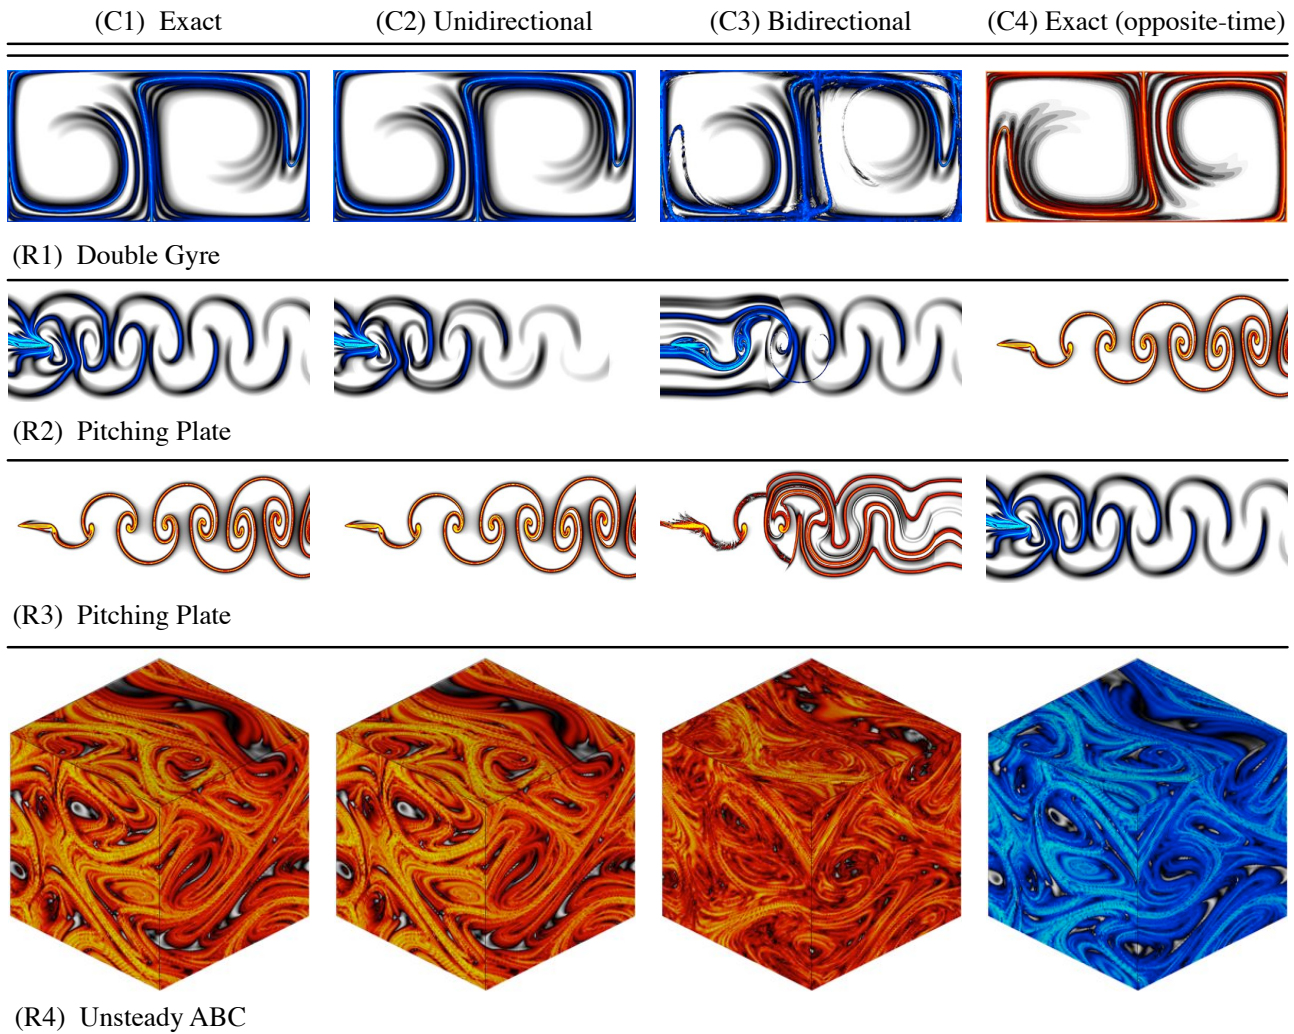 (C1) Exact
(C2) Unidirectional
(C3) Bidirectional
(C4) Exact (opposite-time)
(R1) Double Gyre
(R2) Pitching Plate
(R3) Pitching Plate
(R4) Unsteady ABC